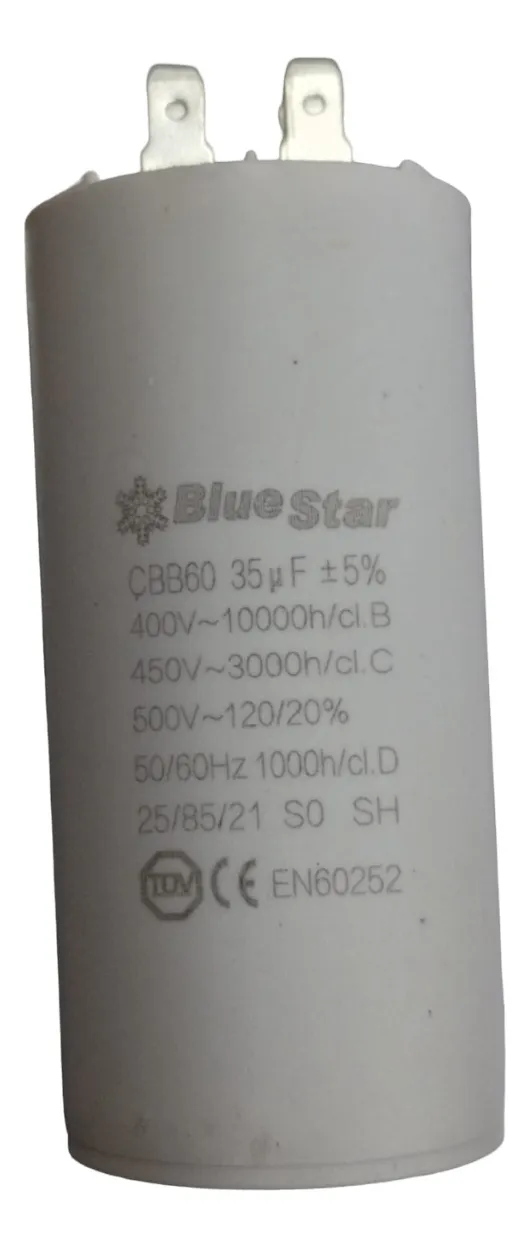 Blue Star
CBB60 35µF ±5%
400V~10000h/cl.B
450V~3000h/cl.C
500V~120/20%
50/60Hz 1000h/cl.D
25/85/21 S0 SH
TÜV CE EN60252